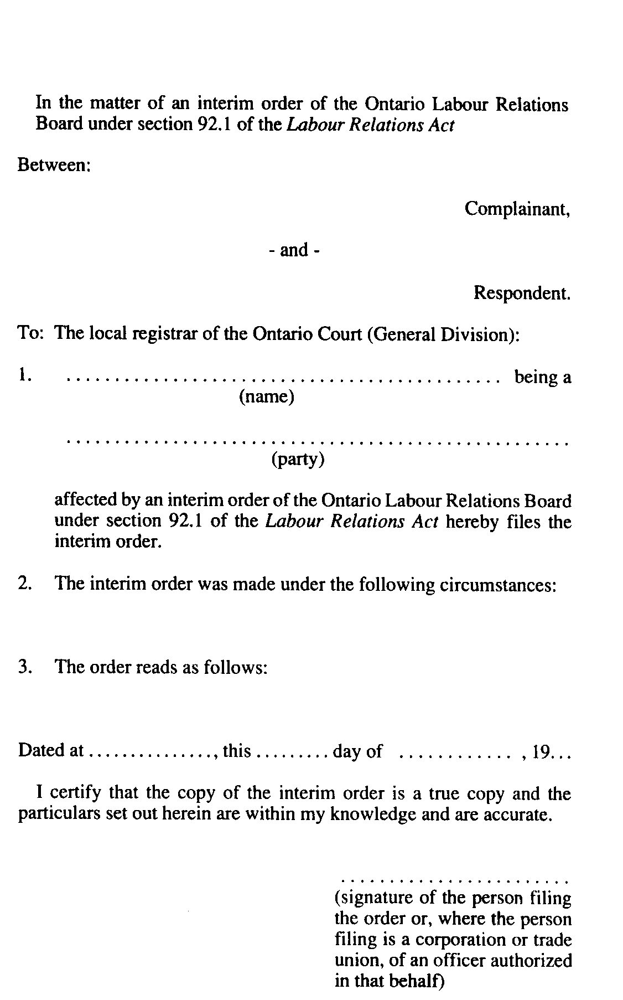 In the matter of an interim order of the Ontario Labour Relations
Board under section 92.1 of the Labour Relations Act
Between:
Complainant,
- and -
Respondent.
To: The local registrar of the Ontario Court (General Division):
1. ............................................. being a
(name)
....................................................
(party)
affected by an interim order of the Ontario Labour Relations Board
under section 92.1 of the Labour Relations Act hereby files the
interim order.
2. The interim order was made under the following circumstances:
3. The order reads as follows:
Dated at ..............., this ......... day of ............ , 19...
I certify that the copy of the interim order is a true copy and the
particulars set out herein are within my knowledge and are accurate.
........................
(signature of the person filing
the order or, where the person
filing is a corporation or trade
union, of an officer authorized
in that behalf)